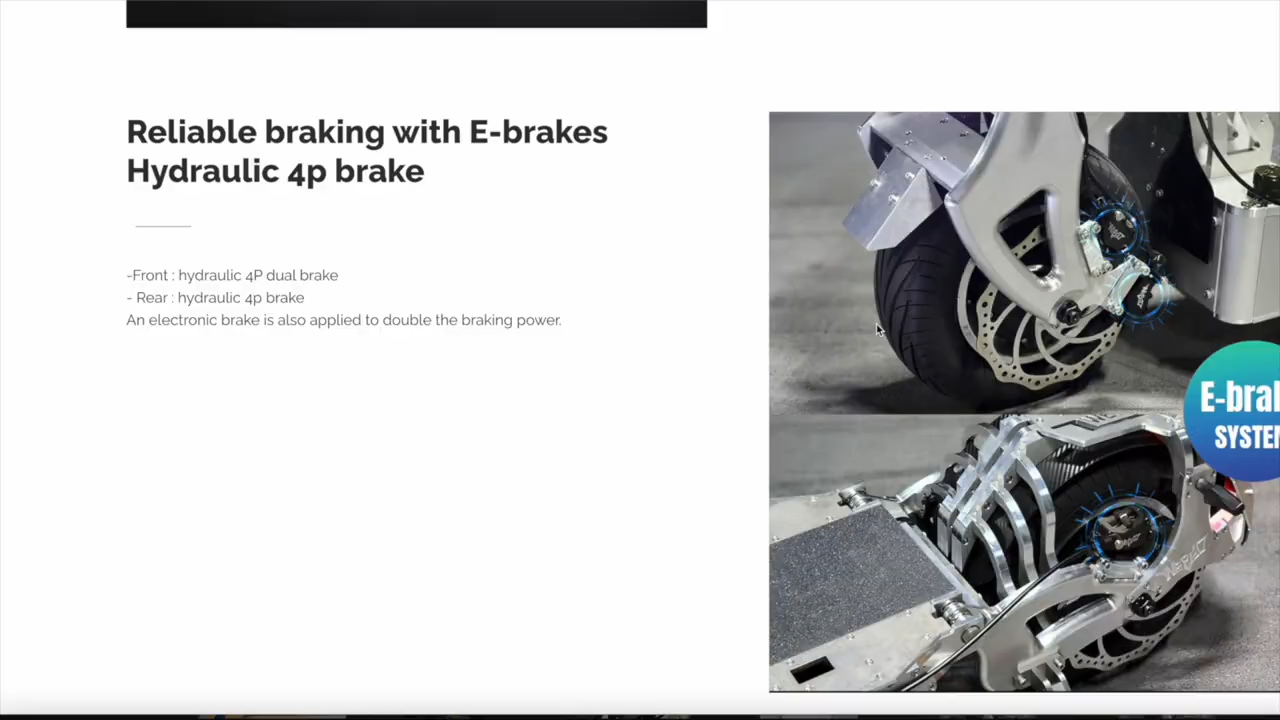 Reliable braking with E-brakes
Hydraulic 4p brake
-Front : hydraulic 4P dual brake
- Rear : hydraulic 4p brake
An electronic brake is also applied to double the braking power.